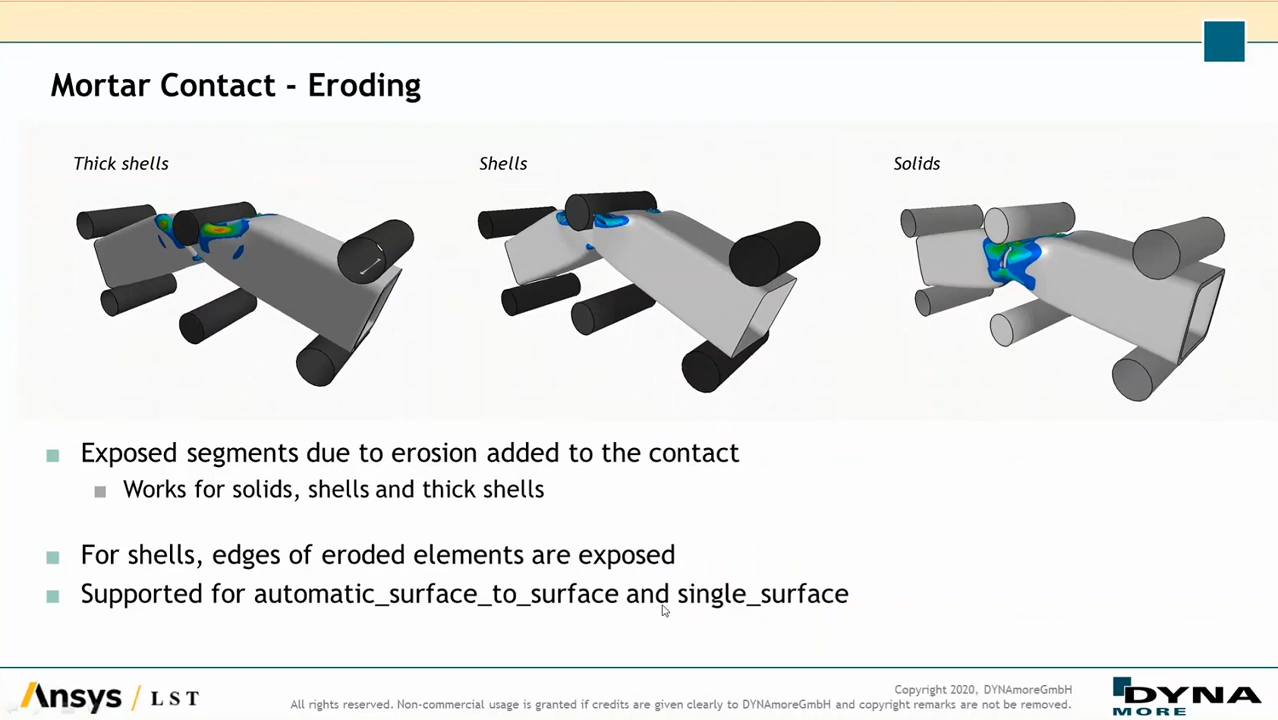 Mortar Contact - Eroding
Thick shells
Shells
Solids
Exposed segments due to erosion added to the contact
Works for solids, shells and thick shells
For shells, edges of eroded elements are exposed
Supported for automatic_surface_to_surface and single_surface
Ansys / LST
Copyright 2020, DYNAmoreGmbH
All rights reserved. Non-commercial usage is granted if credits are given clearly to DYNAmoreGmbH and copyright remarks are not be removed.
DYNA
MORE